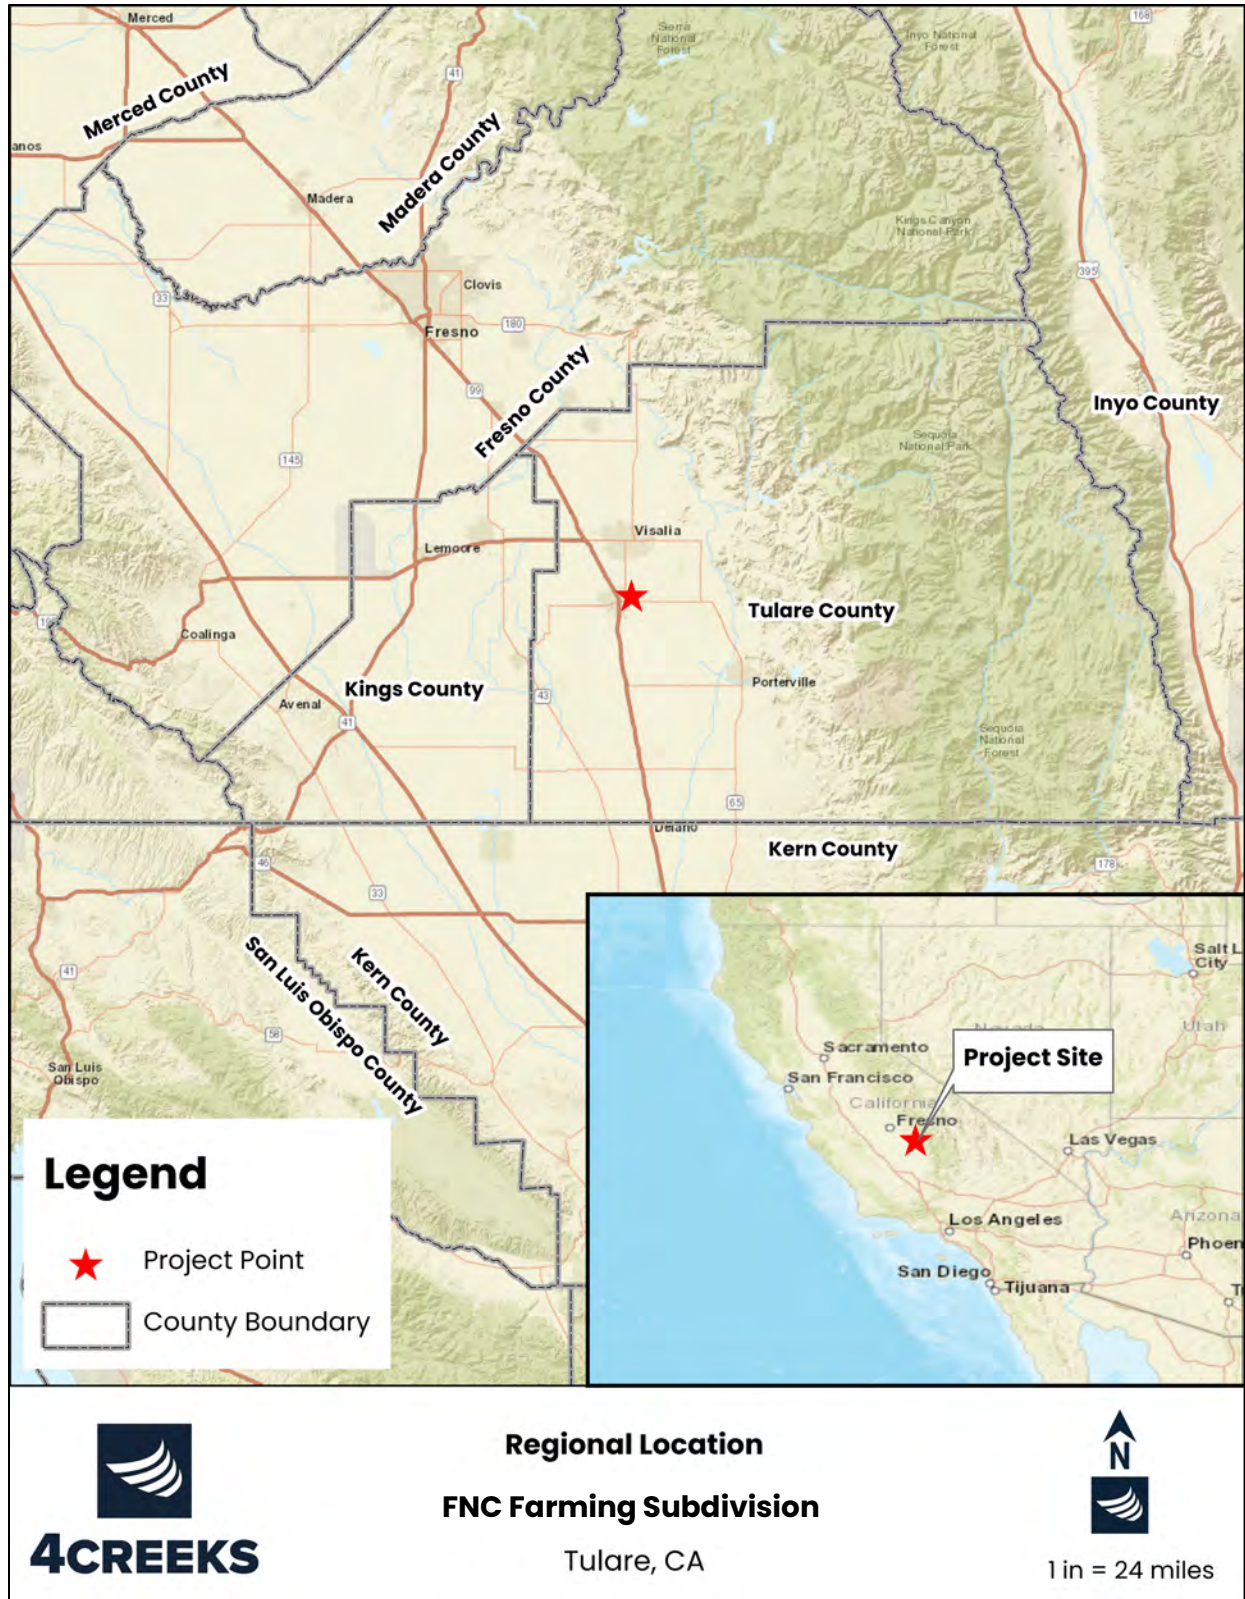 Merced
Sierra
National
Forest
Inyo National
Forest
168
41
Merced County
Madera County
anos
Madera
Kings Canyon
National Park
395
33
Clovis
Fresno
180
99
Fresno County
Inyo County
145
Sequoia
National Park
Visalia
Lemoore
Tulare County
Coalinga
Kings County
Avenal
41
43
Porterville
Sequoia
National
Forest
65
Delano
Kern County
178
46
33
Kern County
San Luis Obispo County
41
58
San Luis
Obispo
Salt L
City
Nevada
Utah
Sacramento
Project Site
San Francisco
California
Fresno
Las Vegas
Los Angeles
Arizona
Phoen
San Diego
Tijuana
Legend
Project Point
County Boundary
4CREEKS
Regional Location
FNC Farming Subdivision
Tulare, CA
N
1 in = 24 miles